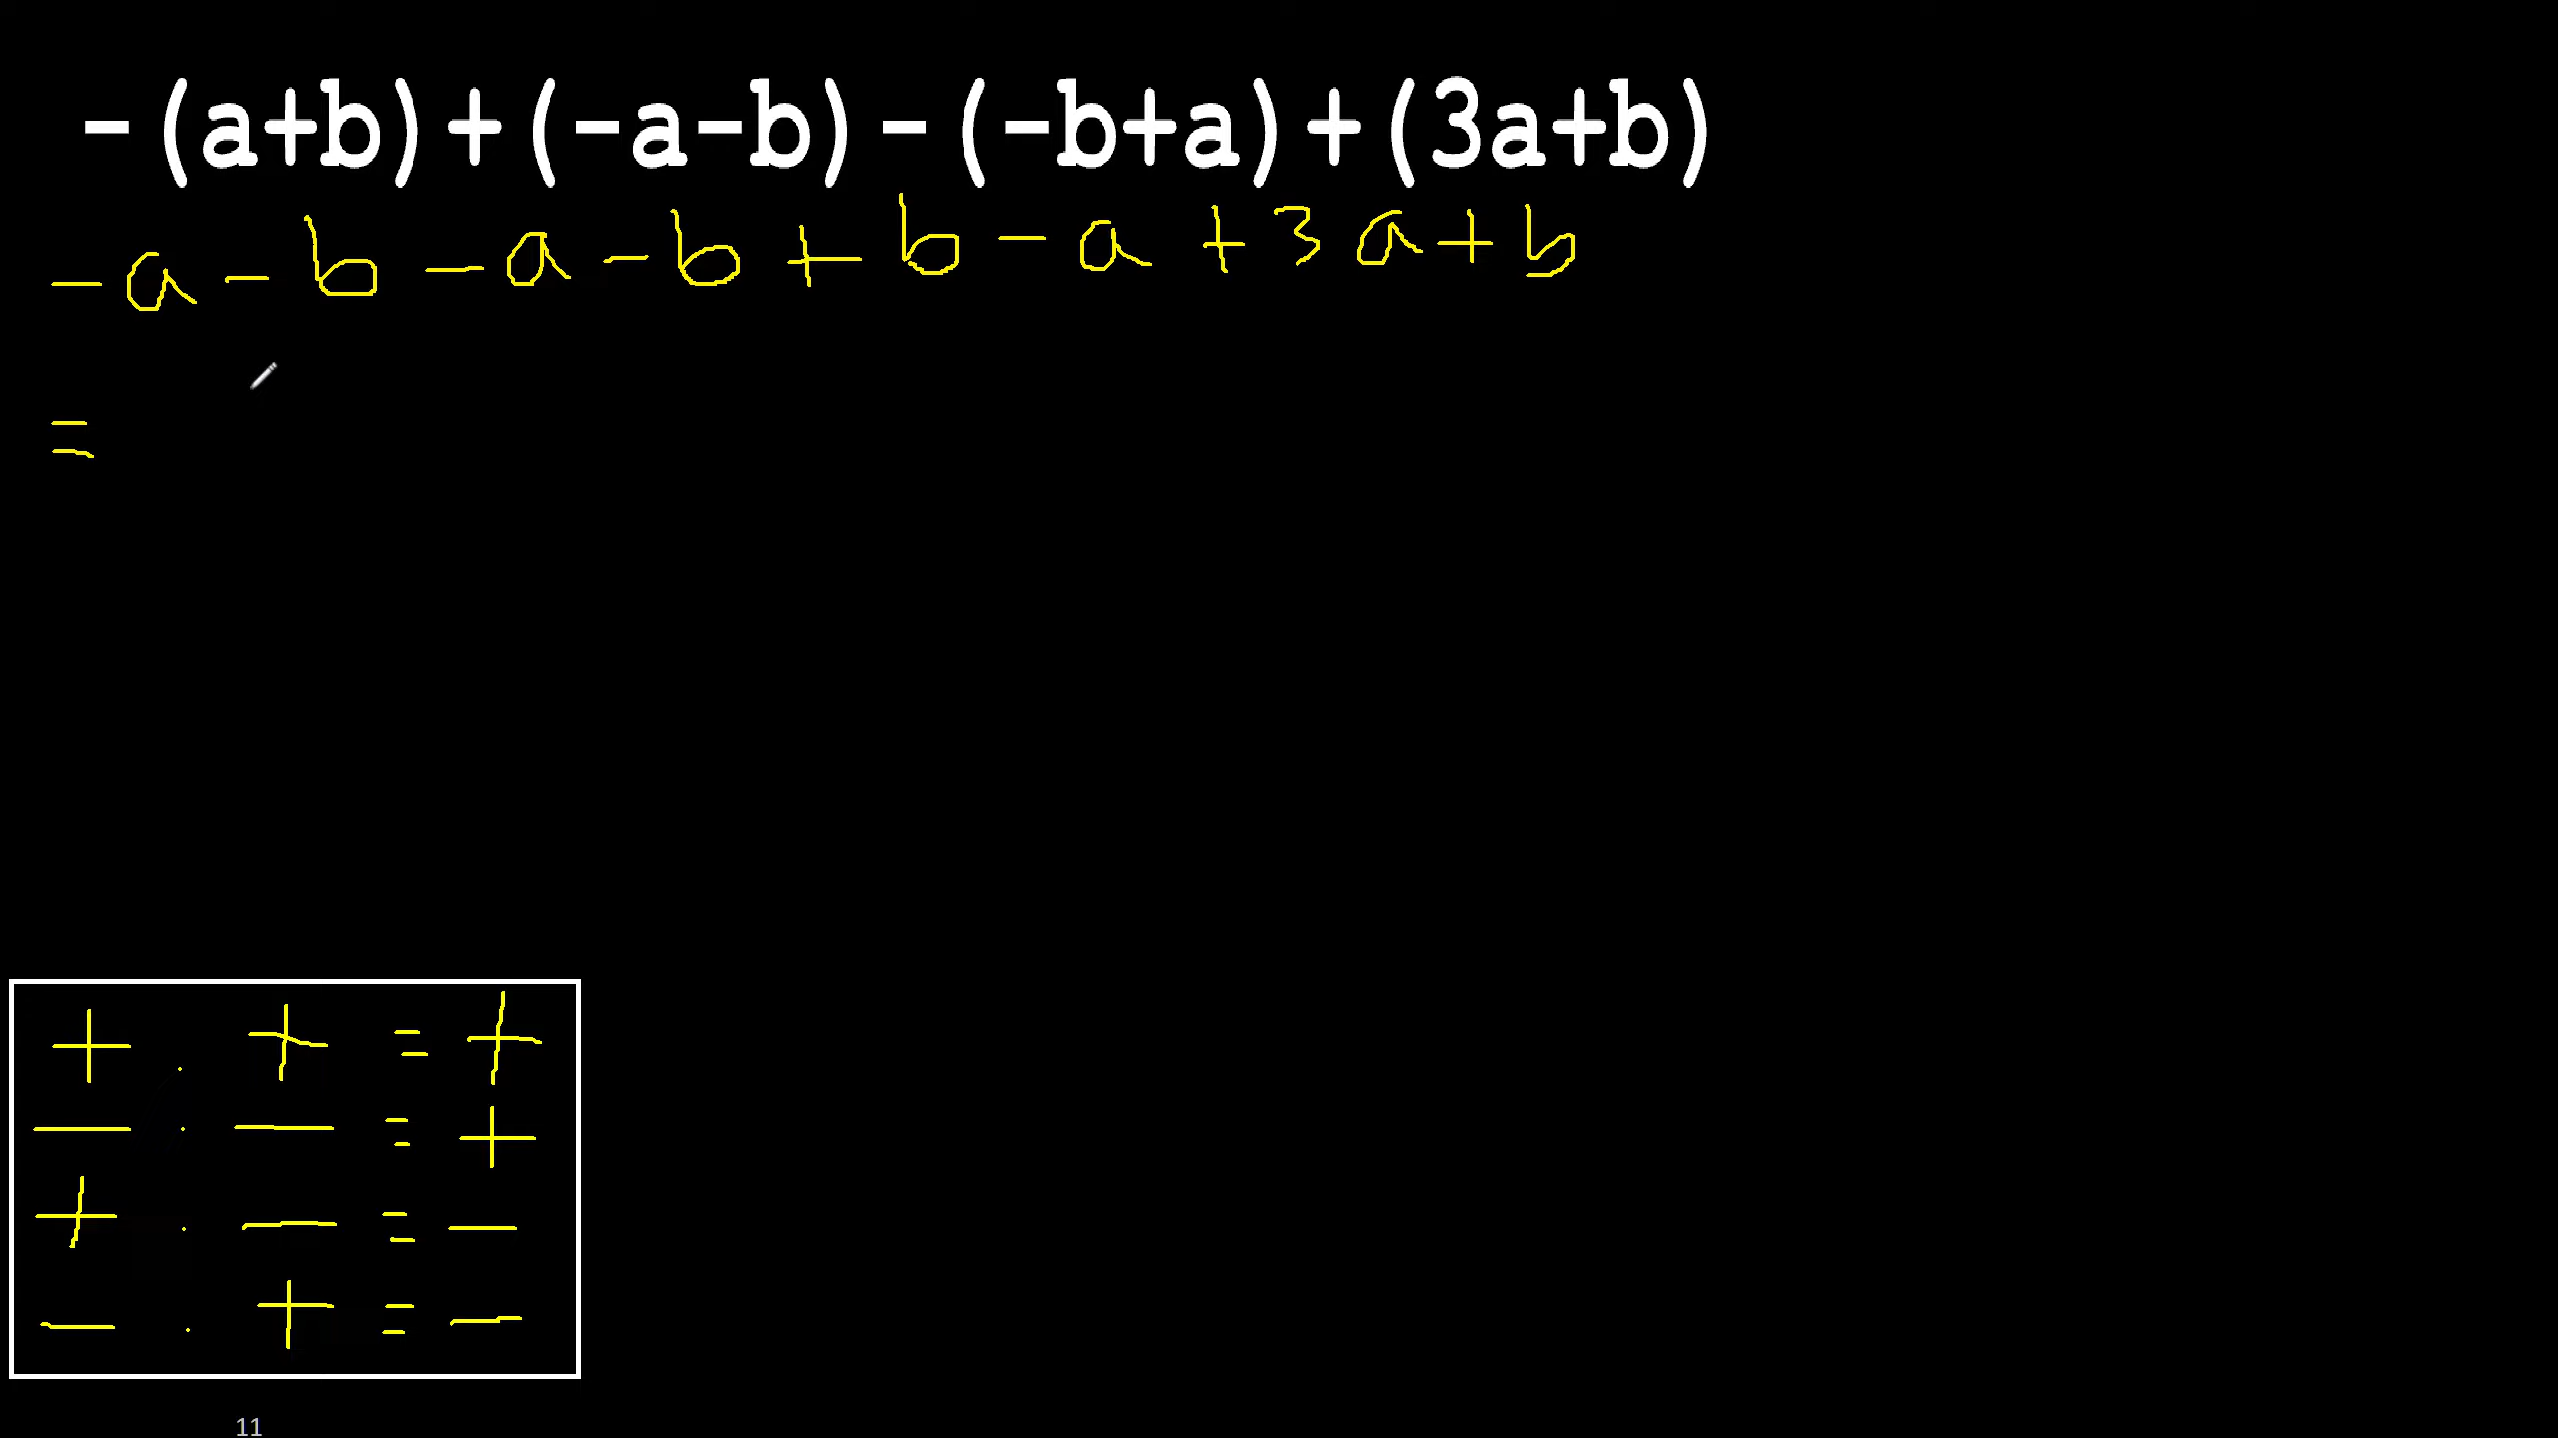 -(a+b)+(-a-b)-(-b+a)+(3a+b)
-a-b-a-b+b-a+3a+b
=
+ . + = +
- . - = +
+ . - = -
- . + = -
11